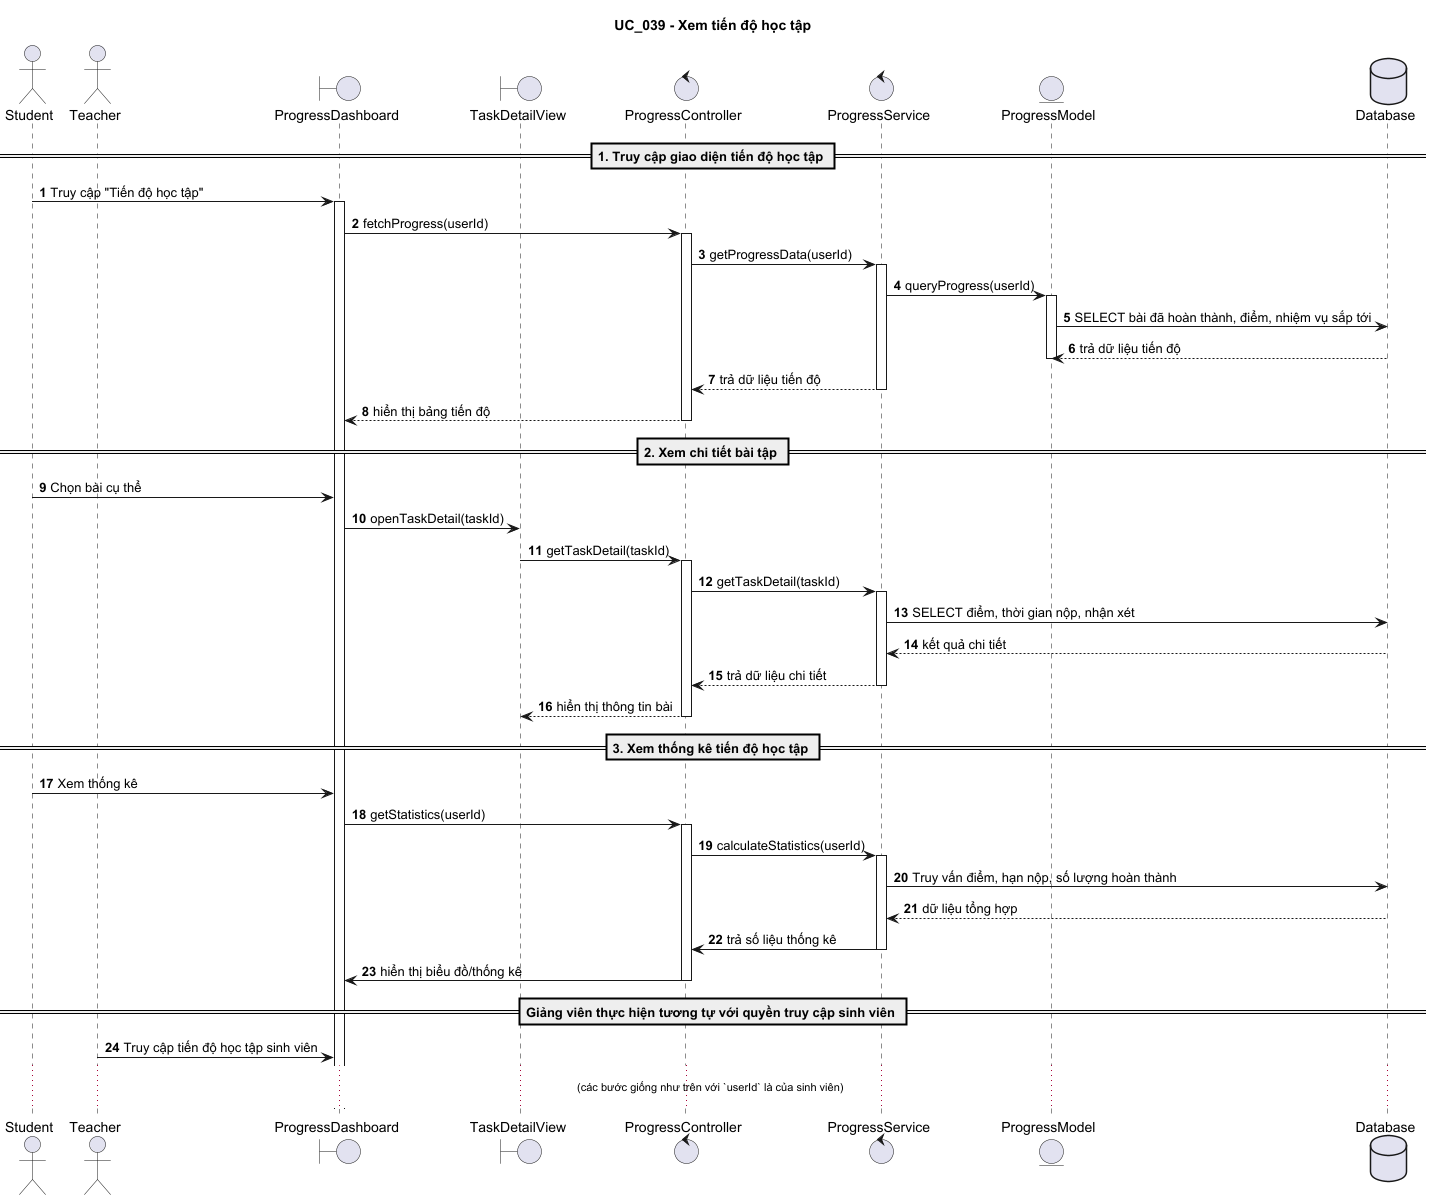 UC_039 - Xem tiến độ học tập
Student Teacher ProgressDashboard TaskDetailView ProgressController ProgressService ProgressModel Database
1. Truy cập giao diện tiến độ học tập
1 Truy cập "Tiến độ học tập"
2 fetchProgress(userId)
3 getProgressData(userId)
4 queryProgress(userId)
5 SELECT bài đã hoàn thành, điểm, nhiệm vụ sắp tới
6 trả dữ liệu tiến độ
7 trả dữ liệu tiến độ
8 hiển thị bảng tiến độ
2. Xem chi tiết bài tập
9 Chọn bài cụ thể
10 openTaskDetail(taskId)
11 getTaskDetail(taskId)
12 getTaskDetail(taskId)
13 SELECT điểm, thời gian nộp, nhận xét
14 kết quả chi tiết
15 trả dữ liệu chi tiết
16 hiển thị thông tin bài
3. Xem thống kê tiến độ học tập
17 Xem thống kê
18 getStatistics(userId)
19 calculateStatistics(userId)
20 Truy vấn điểm, hạn nộp, số lượng hoàn thành
21 dữ liệu tổng hợp
22 trả số liệu thống kê
23 hiển thị biểu đồ/thống kê
Giảng viên thực hiện tương tự với quyền truy cập sinh viên
24 Truy cập tiến độ học tập sinh viên
(các bước giống như trên với `userId` là của sinh viên)
Student Teacher ProgressDashboard TaskDetailView ProgressController ProgressService ProgressModel Database